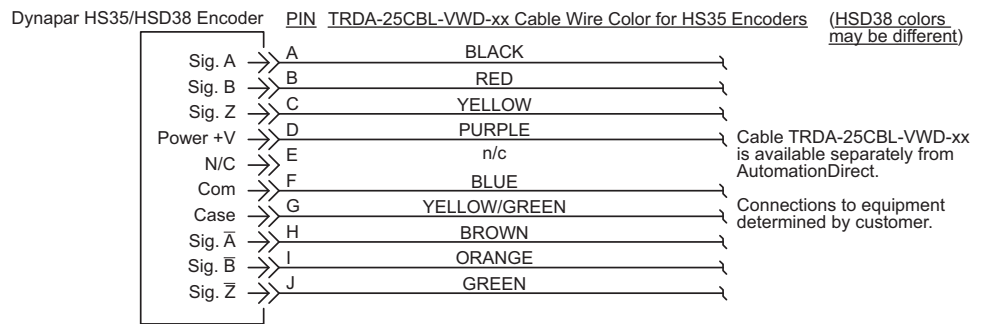 Dynapar HS35/HSD38 Encoder PIN TRDA-25CBL-VWD-xx Cable Wire Color for HS35 Encoders (HSD38 colors
may be different)
Sig. A A BLACK
Sig. B B RED
Sig. Z C YELLOW
Power +V D PURPLE
N/C E n/c
Com F BLUE
Case G YELLOW/GREEN
Sig. A̅ H BROWN
Sig. B̅ I ORANGE
Sig. Z̅ J GREEN
Cable TRDA-25CBL-VWD-xx
is available separately from
AutomationDirect.
Connections to equipment
determined by customer.